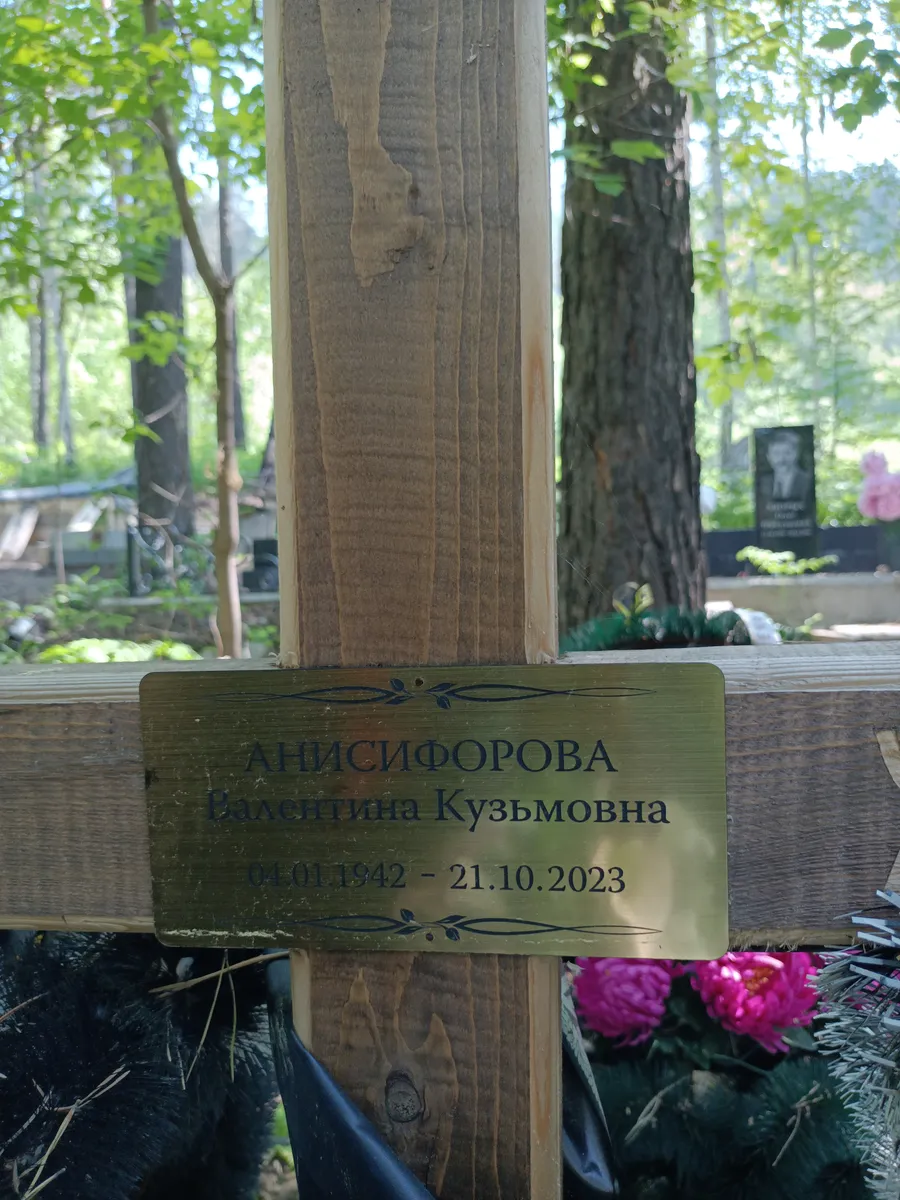 АНИСИФОРОВА
Валентина Кузьмовна
04.01.1942 - 21.10.2023